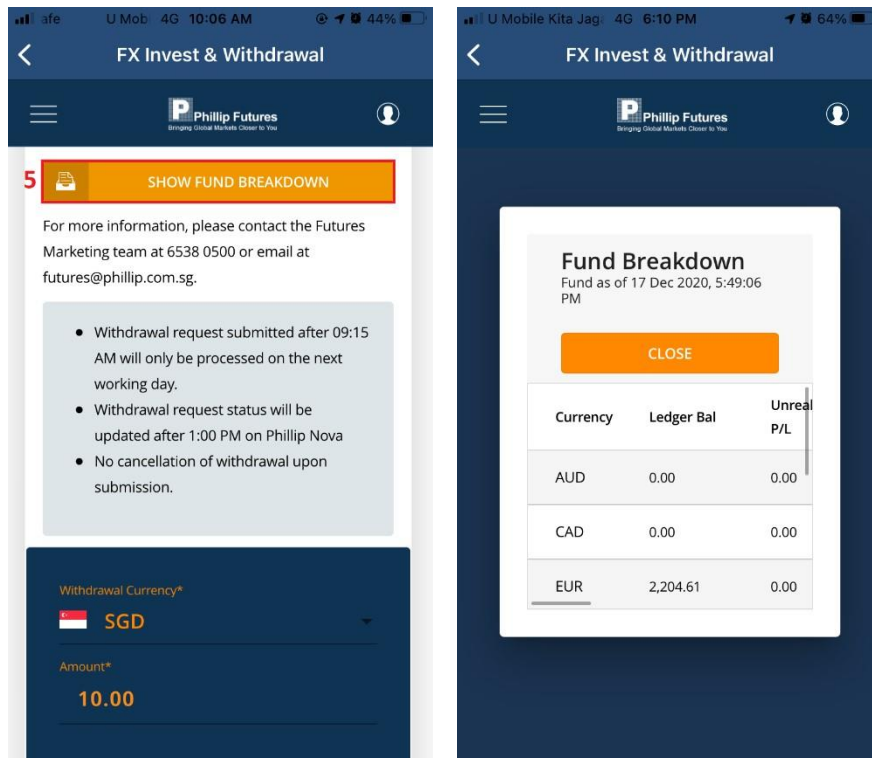 afe U Mob 4G 10:06 AM 44%
FX Invest & Withdrawal
P Phillip Futures
Bringing Global Markets Closer to You
5 SHOW FUND BREAKDOWN
For more information, please contact the Futures
Marketing team at 6538 0500 or email at
futures@phillip.com.sg.
• Withdrawal request submitted after 09:15
AM will only be processed on the next
working day.
• Withdrawal request status will be
updated after 1:00 PM on Phillip Nova
• No cancellation of withdrawal upon
submission.
Withdrawal Currency*
SGD
Amount*
10.00
U Mobile Kita Jaga 4G 6:10 PM 64%
FX Invest & Withdrawal
P Phillip Futures
Bringing Global Markets Closer to You
Fund Breakdown
Fund as of 17 Dec 2020, 5:49:06
PM
CLOSE
Currency Ledger Bal Unreal
P/L
AUD 0.00 0.00
CAD 0.00 0.00
EUR 2,204.61 0.00